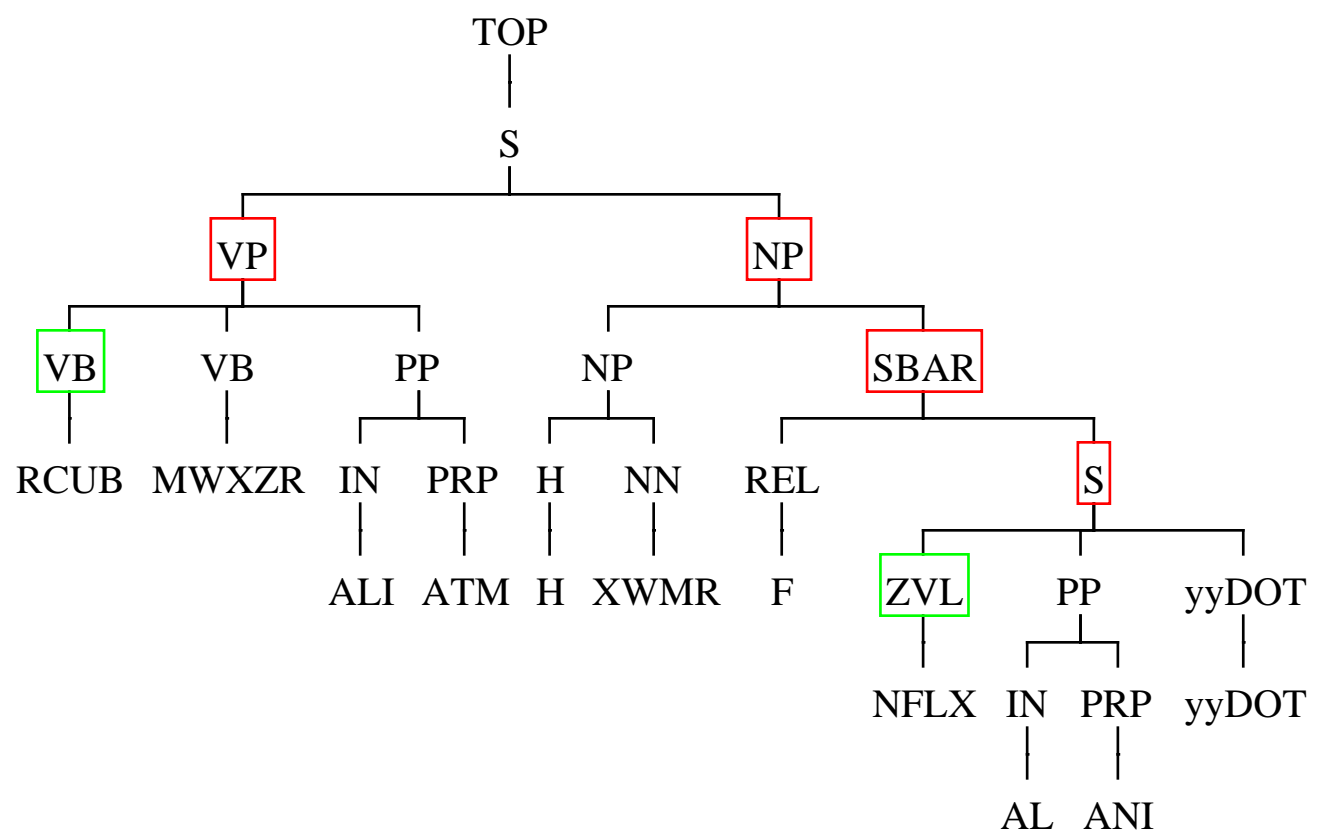 TOP
S
VP NP
VB VB PP NP SBAR
RCUB MWXZR IN PRP H NN REL S
ALI ATM H XWMR F ZVL PP yyDOT
NFLX IN PRP yyDOT
AL ANI